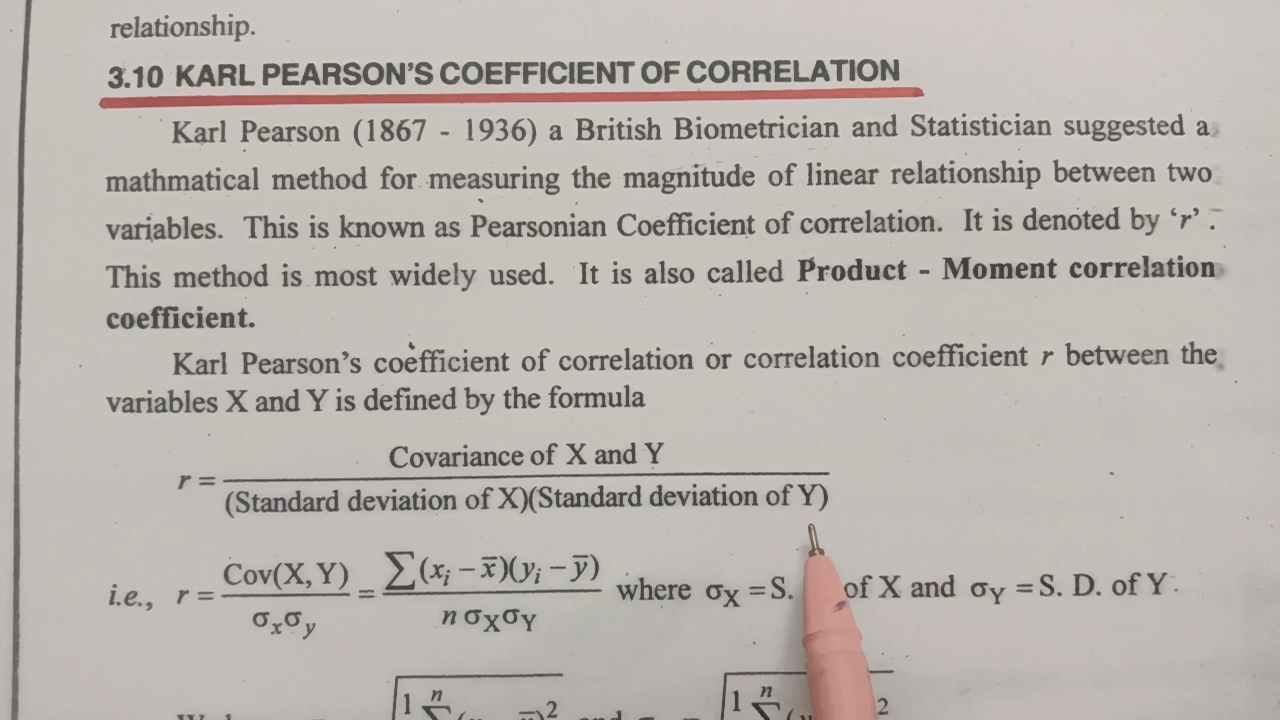 relationship.
3.10 KARL PEARSON'S COEFFICIENT OF CORRELATION
Karl Pearson (1867 - 1936) a British Biometrician and Statistician suggested a
mathmatical method for measuring the magnitude of linear relationship between two
variables. This is known as Pearsonian Coefficient of correlation. It is denoted by ‘r’.
This method is most widely used. It is also called Product - Moment correlation
coefficient.
Karl Pearson's coefficient of correlation or correlation coefficient r between the
variables X and Y is defined by the formula
r = Covariance of X and Y / (Standard deviation of X)(Standard deviation of Y)
i.e., r = Cov(X, Y) / σxσy = ∑(xi − x̄)(yi − ȳ) / n σXσY where σX = S. of X and σY = S. D. of Y.